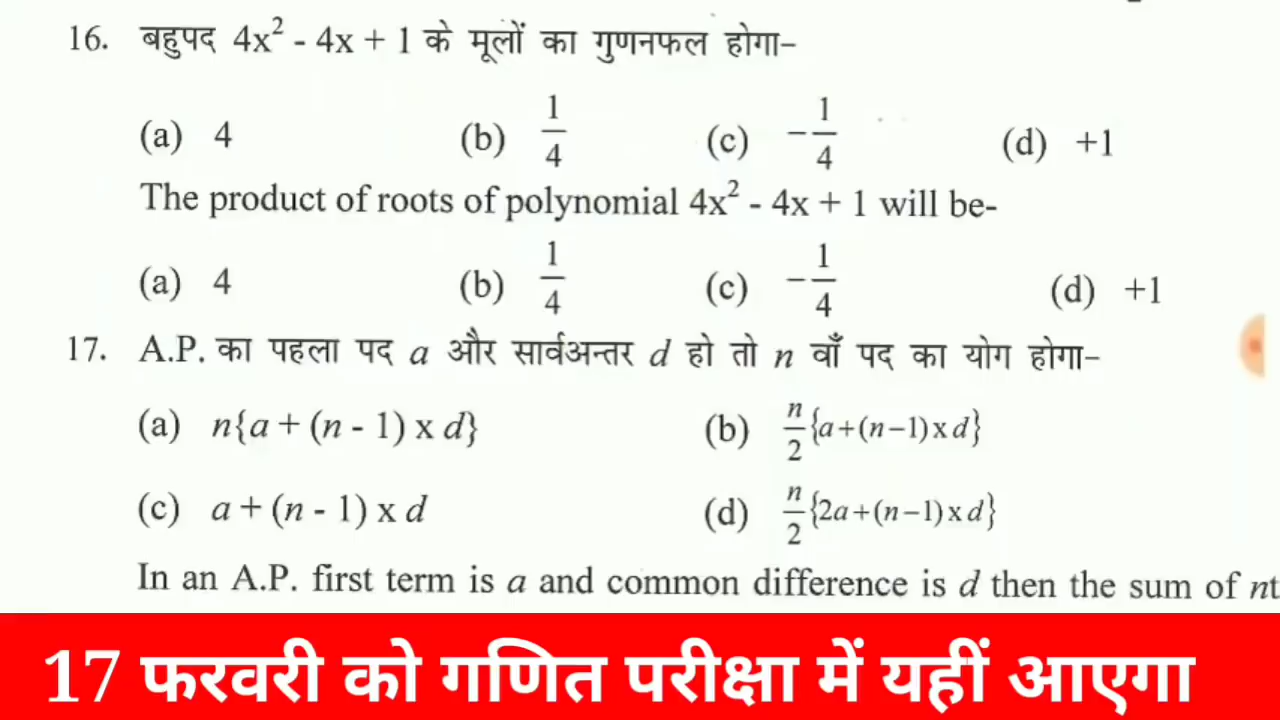 16. बहुपद 4x² - 4x + 1 के मूलों का गुणनफल होगा–
(a) 4 (b) 1/4 (c) –1/4 (d) +1
The product of roots of polynomial 4x² - 4x + 1 will be-
(a) 4 (b) 1/4 (c) –1/4 (d) +1
17. A.P. का पहला पद a और सार्वअन्तर d हो तो n वाँ पद का योग होगा–
(a) n{a + (n - 1) x d} (b) n/2{a+(n–1)xd}
(c) a + (n - 1) x d (d) n/2{2a+(n–1)xd}
In an A.P. first term is a and common difference is d then the sum of nt
17 फरवरी को गणित परीक्षा में यहीं आएगा